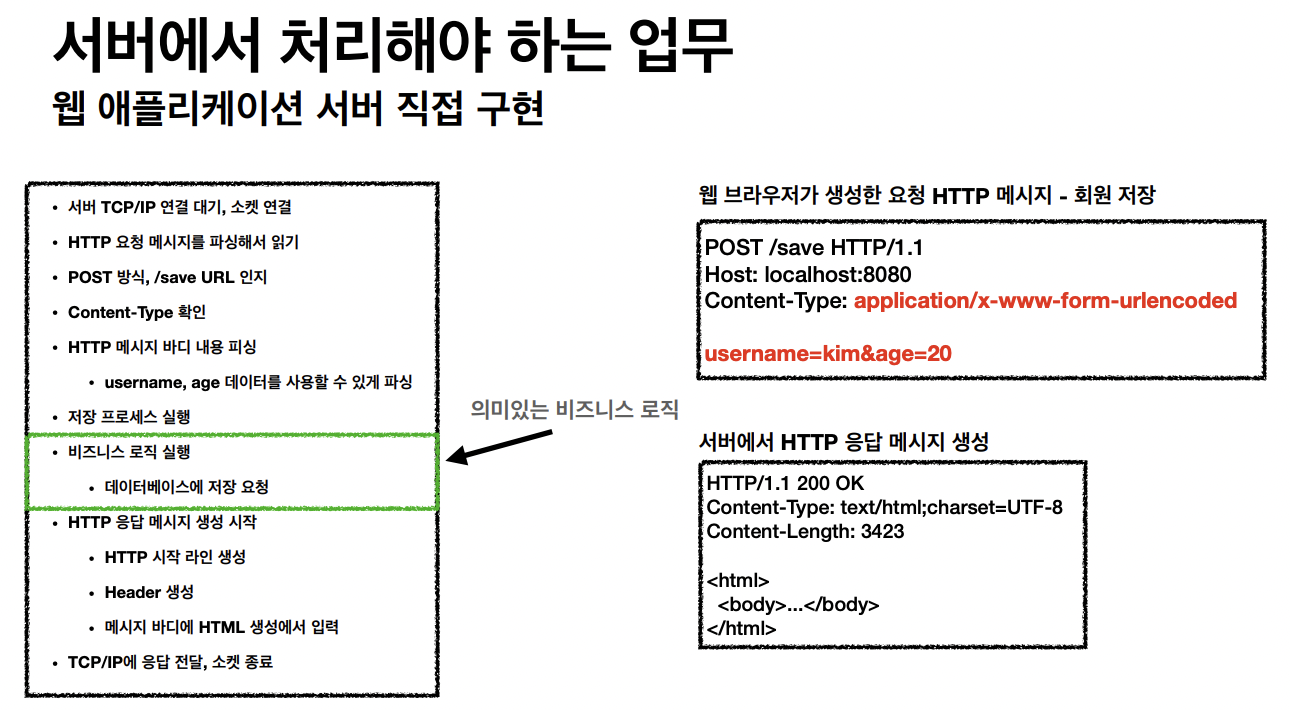 서버에서 처리해야 하는 업무
웹 애플리케이션 서버 직접 구현
• 서버 TCP/IP 연결 대기, 소켓 연결
• HTTP 요청 메시지를 파싱해서 읽기
• POST 방식, /save URL 인지
• Content-Type 확인
• HTTP 메시지 바디 내용 피싱
• username, age 데이터를 사용할 수 있게 파싱
• 저장 프로세스 실행
• 비즈니스 로직 실행
• 데이터베이스에 저장 요청
• HTTP 응답 메시지 생성 시작
• HTTP 시작 라인 생성
• Header 생성
• 메시지 바디에 HTML 생성에서 입력
• TCP/IP에 응답 전달, 소켓 종료
의미있는 비즈니스 로직
웹 브라우저가 생성한 요청 HTTP 메시지 - 회원 저장
POST /save HTTP/1.1
Host: localhost:8080
Content-Type: application/x-www-form-urlencoded
username=kim&age=20
서버에서 HTTP 응답 메시지 생성
HTTP/1.1 200 OK
Content-Type: text/html;charset=UTF-8
Content-Length: 3423
<html>
<body>...</body>
</html>